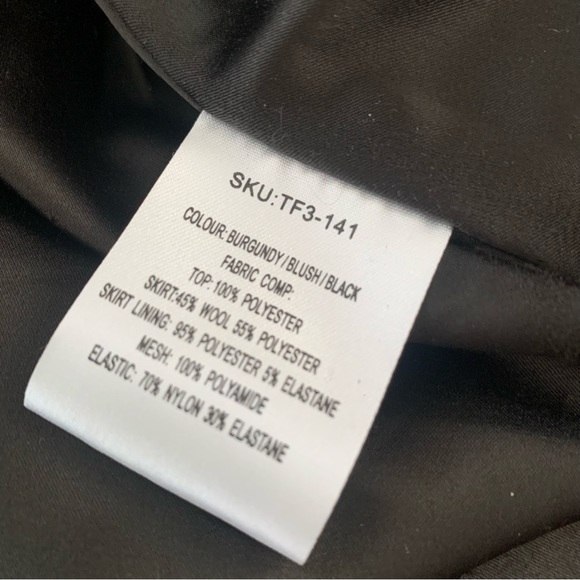 SKU:TF3-141
COLOUR: BURGUNDY/BLUSH/BLACK
FABRIC COMP:
TOP:100% POLYESTER
SKIRT:45% WOOL 55% POLYESTER
SKIRT LINING: 95% POLYESTER 5% ELASTANE
MESH: 100% POLYAMIDE
ELASTIC: 70% NYLON 30% ELASTANE